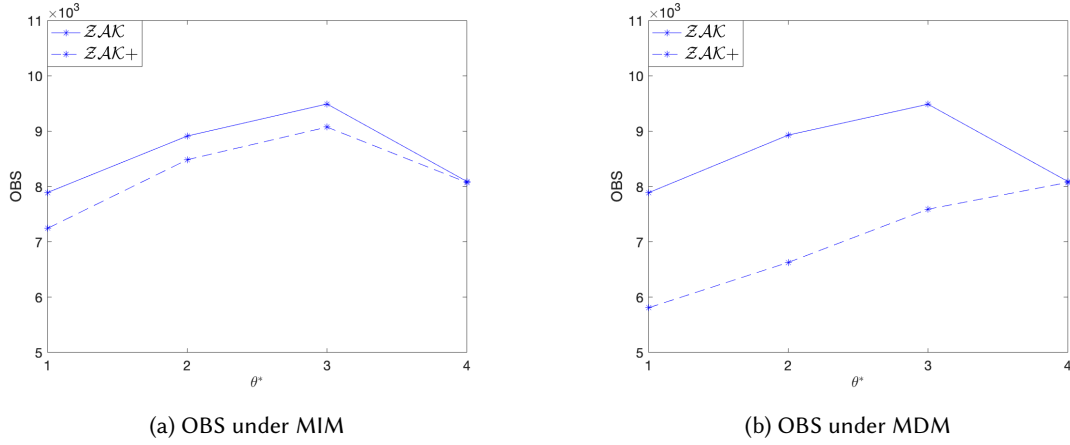 ×10³
11
10
9
8
7
6
5
OBS
1
2
3
4
θ*
ZAK
ZAK+
(a) OBS under MIM
×10³
11
10
9
8
7
6
5
OBS
1
2
3
4
θ*
ZAK
ZAK+
(b) OBS under MDM